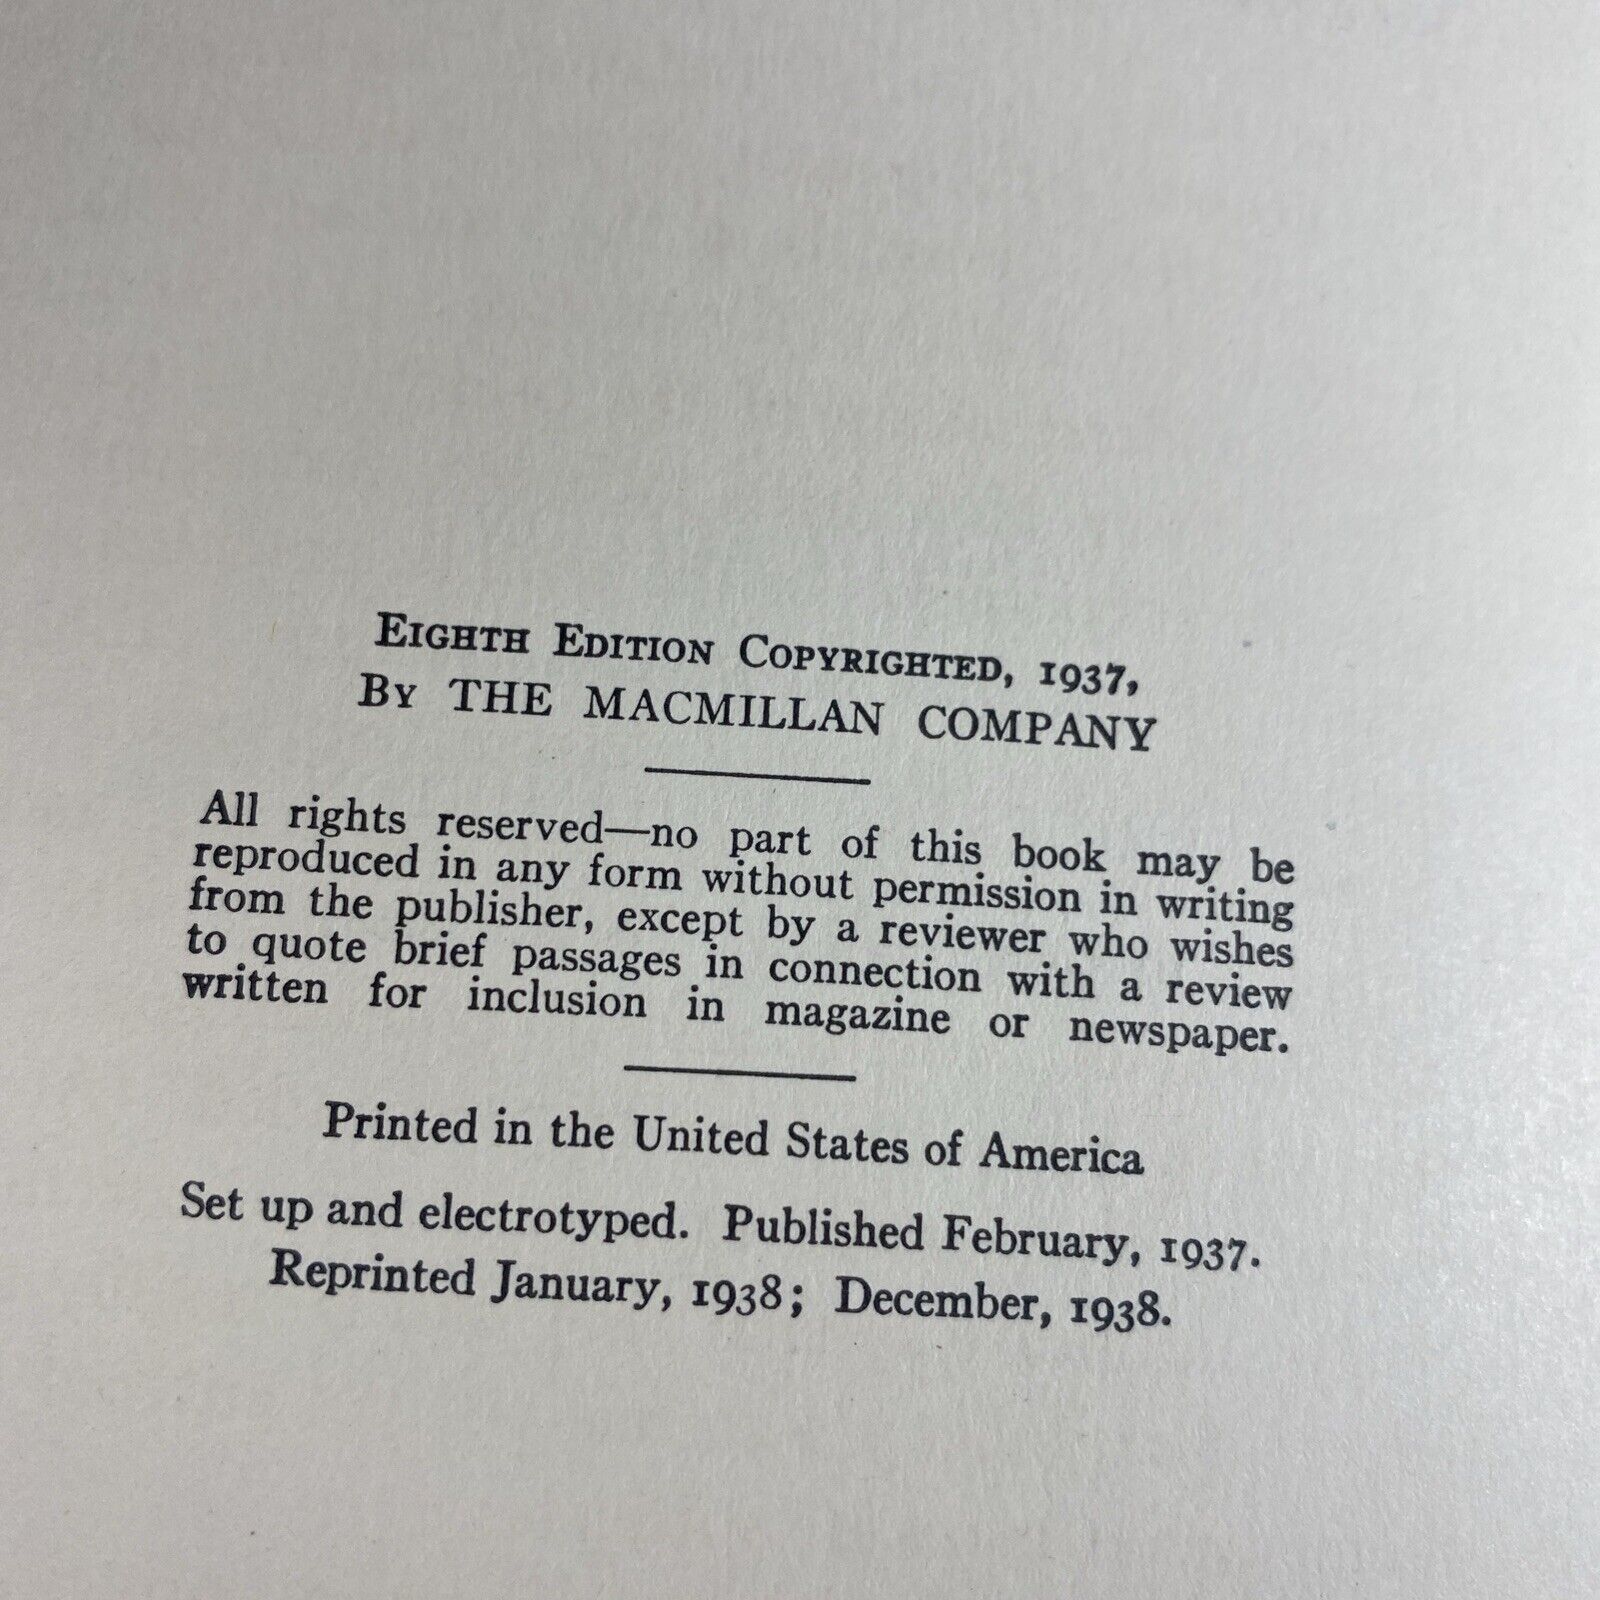 EIGHTH EDITION COPYRIGHTED, 1937,
BY THE MACMILLAN COMPANY
All rights reserved—no part of this book may be
reproduced in any form without permission in writing
from the publisher, except by a reviewer who wishes
to quote brief passages in connection with a review
written for inclusion in magazine or newspaper.
Printed in the United States of America
Set up and electrotyped. Published February, 1937.
Reprinted January, 1938; December, 1938.